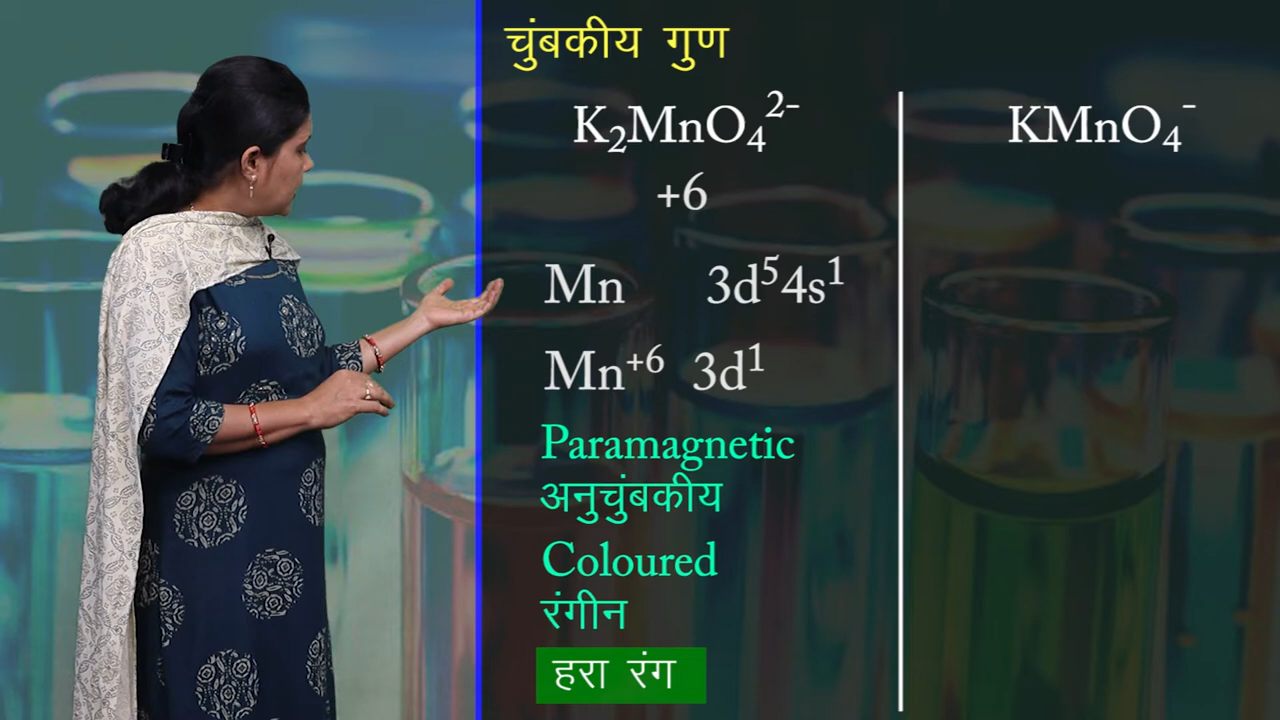 चुंबकीय गुण
K₂MnO₄²⁻
+6
Mn 3d⁵4s¹
Mn⁺⁶ 3d¹
Paramagnetic
अनुचुंबकीय
Coloured
रंगीन
हरा रंग
KMnO₄⁻